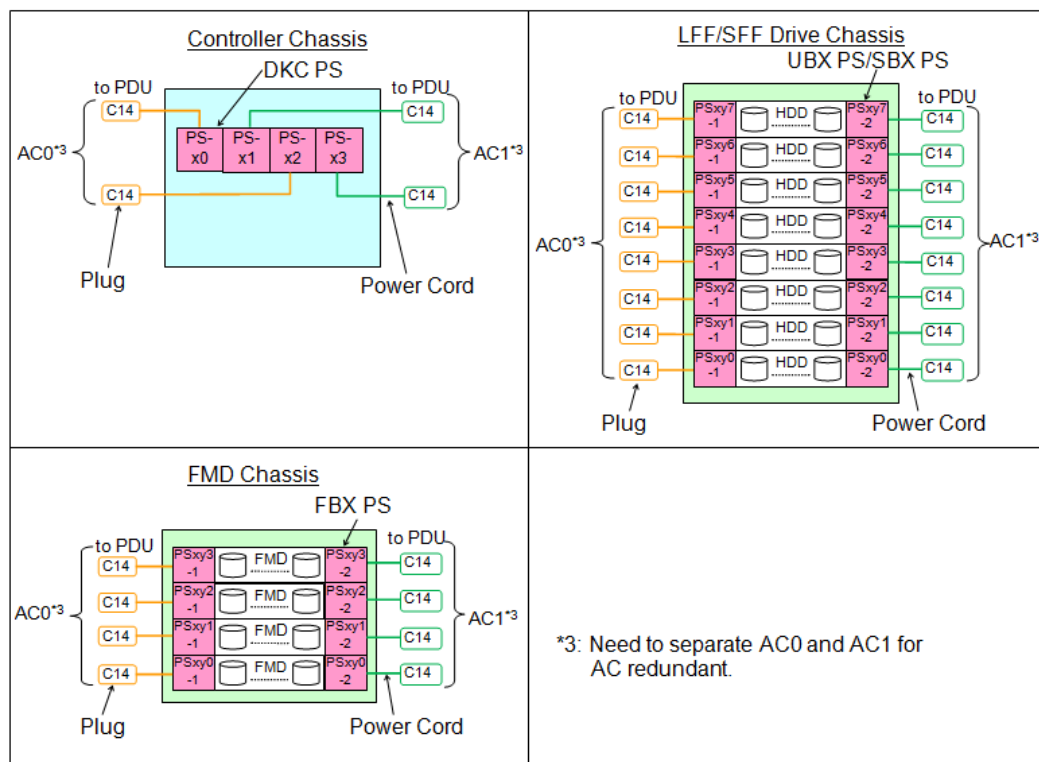 Controller Chassis
DKC PS
to PDU
to PDU
C14
C14
PS-x0
PS-x1
PS-x2
PS-x3
AC0*3
AC1*3
C14
C14
Plug
Power Cord
LFF/SFF Drive Chassis
UBX PS/SBX PS
to PDU
to PDU
C14 PSxy7-1 HDD PSxy7-2 C14
C14 PSxy6-1 HDD PSxy6-2 C14
C14 PSxy5-1 HDD PSxy5-2 C14
C14 PSxy4-1 HDD PSxy4-2 C14
AC0*3
AC1*3
C14 PSxy3-1 HDD PSxy3-2 C14
C14 PSxy2-1 HDD PSxy2-2 C14
C14 PSxy1-1 HDD PSxy1-2 C14
C14 PSxy0-1 HDD PSxy0-2 C14
Plug
Power Cord
FMD Chassis
FBX PS
to PDU
to PDU
C14 PSxy3-1 FMD PSxy3-2 C14
C14 PSxy2-1 FMD PSxy2-2 C14
AC0*3
AC1*3
C14 PSxy1-1 FMD PSxy1-2 C14
C14 PSxy0-1 FMD PSxy0-2 C14
Plug
Power Cord
*3: Need to separate AC0 and AC1 for
AC redundant.